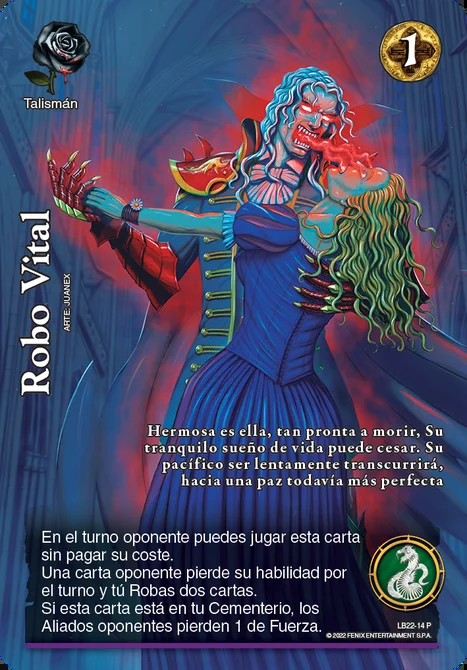 1
Talismán
Robo Vital
ARTE: JUANEX
Hermosa es ella, tan pronta a morir, Su
tranquilo sueño de vida puede cesar. Su
pacífico ser lentamente transcurrirá,
hacia una paz todavía más perfecta
En el turno oponente puedes jugar esta carta
sin pagar su coste.
Una carta oponente pierde su habilidad por
el turno y tú Robas dos cartas.
Si esta carta está en tu Cementerio, los
Aliados oponentes pierden 1 de Fuerza.
LB22-14 P
© 2022 FENIX ENTERTAINMENT S.P.A.